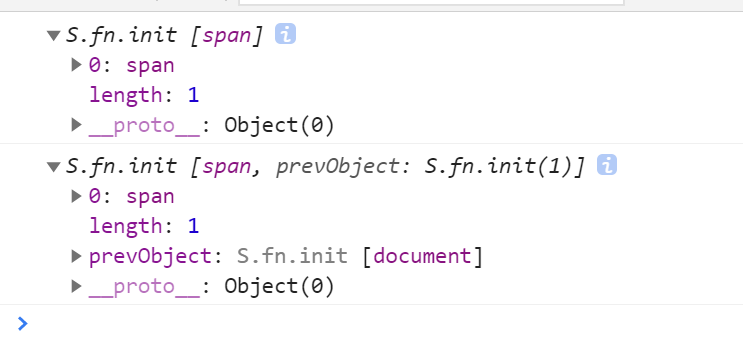 ▼S.fn.init [span] i
▶0: span
length: 1
▶__proto__: Object(0)
▼S.fn.init [span, prevObject: S.fn.init(1)] i
▶0: span
length: 1
▶prevObject: S.fn.init [document]
▶__proto__: Object(0)
>